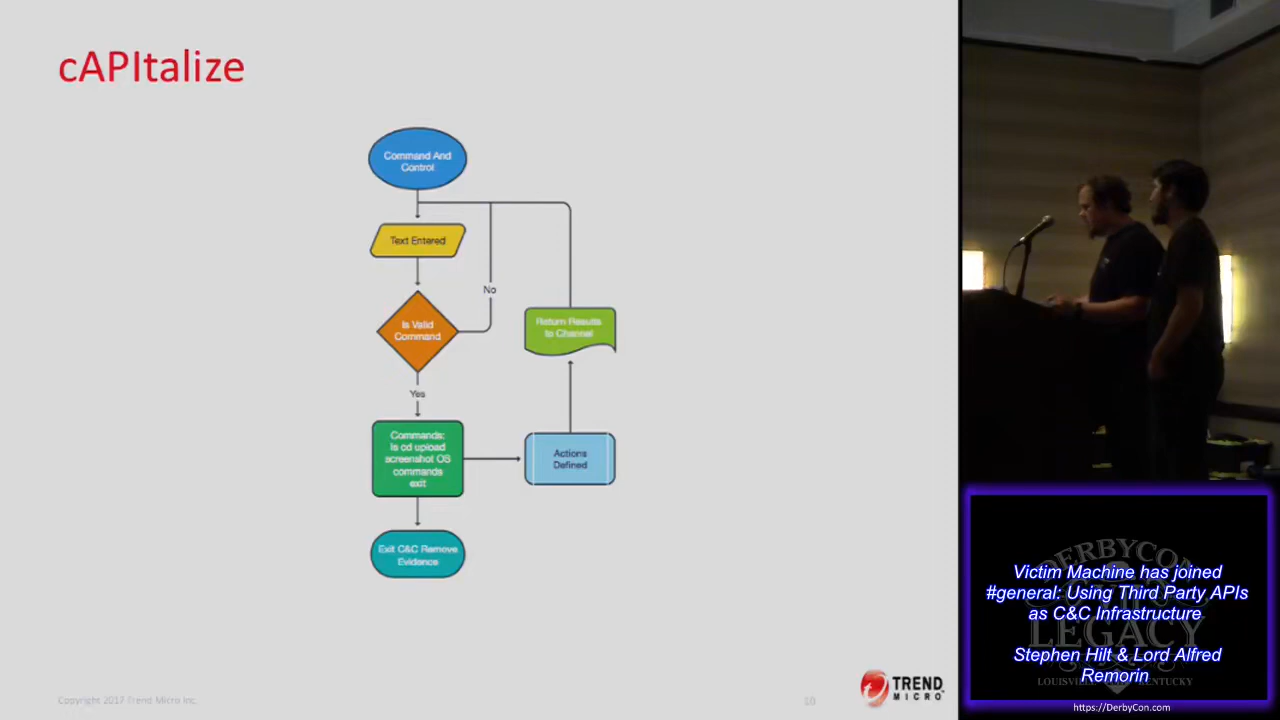 cAPItalize
Command And
Control
Text Entered
No
Is Valid
Command
Return Results
to Channel
Yes
Commands:
ls cd upload
screenshot OS
commands
exit
Actions
Defined
Exit C&C Remove
Evidence
Copyright 2017 Trend Micro Inc.
10
TREND
MICRO
DERBYCON
Victim Machine has joined
#general: Using Third Party APIs
as C&C Infrastructure
LEGACY
Stephen Hilt & Lord Alfred
Remorin
LOUISVILLE KENTUCKY
https://DerbyCon.com